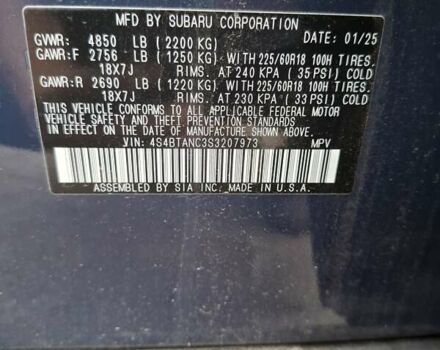 MFD BY SUBARU CORPORATION DATE: 01/25
GVWR: 4850 LB (2200 KG)
GAWR:F 2756 LB (1250 KG) WITH 225/60R18 100H TIRES,
18X7J RIMS, AT 240 KPA (35 PSI) COLD
GAWR:R 2690 LB (1220 KG) WITH 225/60R18 100H TIRES,
18X7J RIMS, AT 230 KPA (33 PSI) COLD
THIS VEHICLE CONFORMS TO ALL APPLICABLE FEDERAL MOTOR
VEHICLE SAFETY, BUMPER, AND THEFT PREVENTION STANDARDS
IN EFFECT ON THE DATE OF MANUFACTURE SHOWN ABOVE.
VIN: 4S4BTANC3S3207973 MPV
ASSEMBLED BY SIA INC. MADE IN U.S.A.